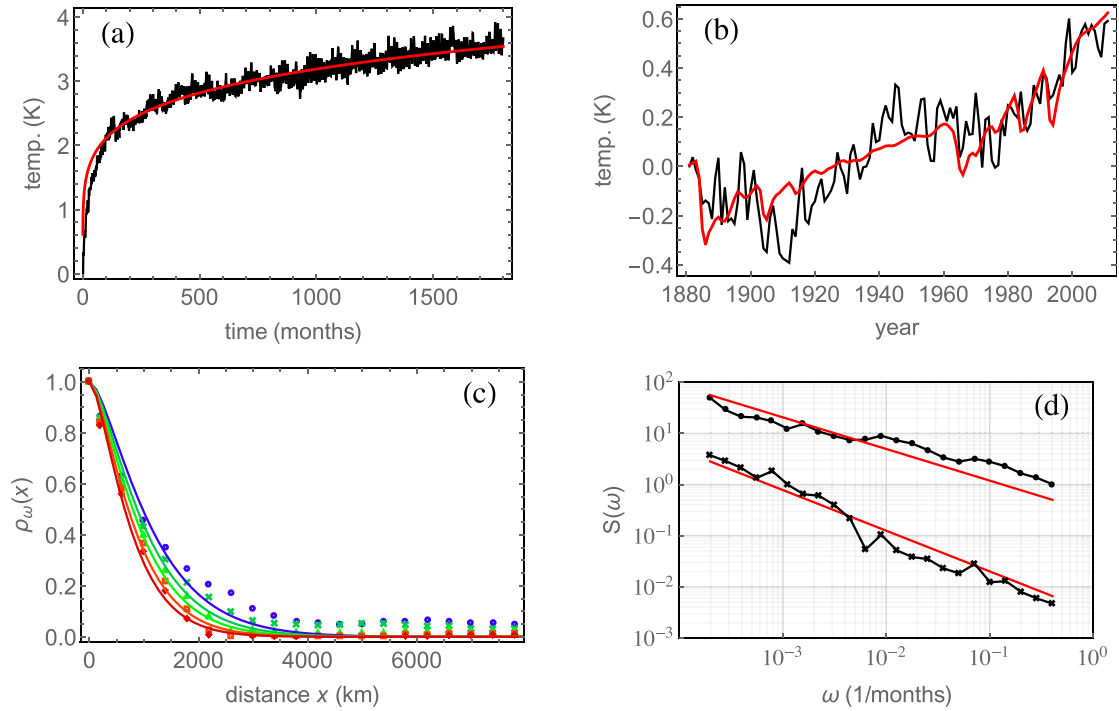 (a)
temp. (K)
4
3
2
1
0
0 500 1000 1500
time (months)
(b)
temp. (K)
0.6
0.4
0.2
0.0
−0.2
−0.4
1880 1900 1920 1940 1960 1980 2000
year
(c)
ρω(x)
1.0
0.8
0.6
0.4
0.2
0.0
0 2000 4000 6000
distance x (km)
(d)
S(ω)
10²
10¹
10⁰
10⁻¹
10⁻²
10⁻³
10⁻³ 10⁻² 10⁻¹ 10⁰
ω (1/months)